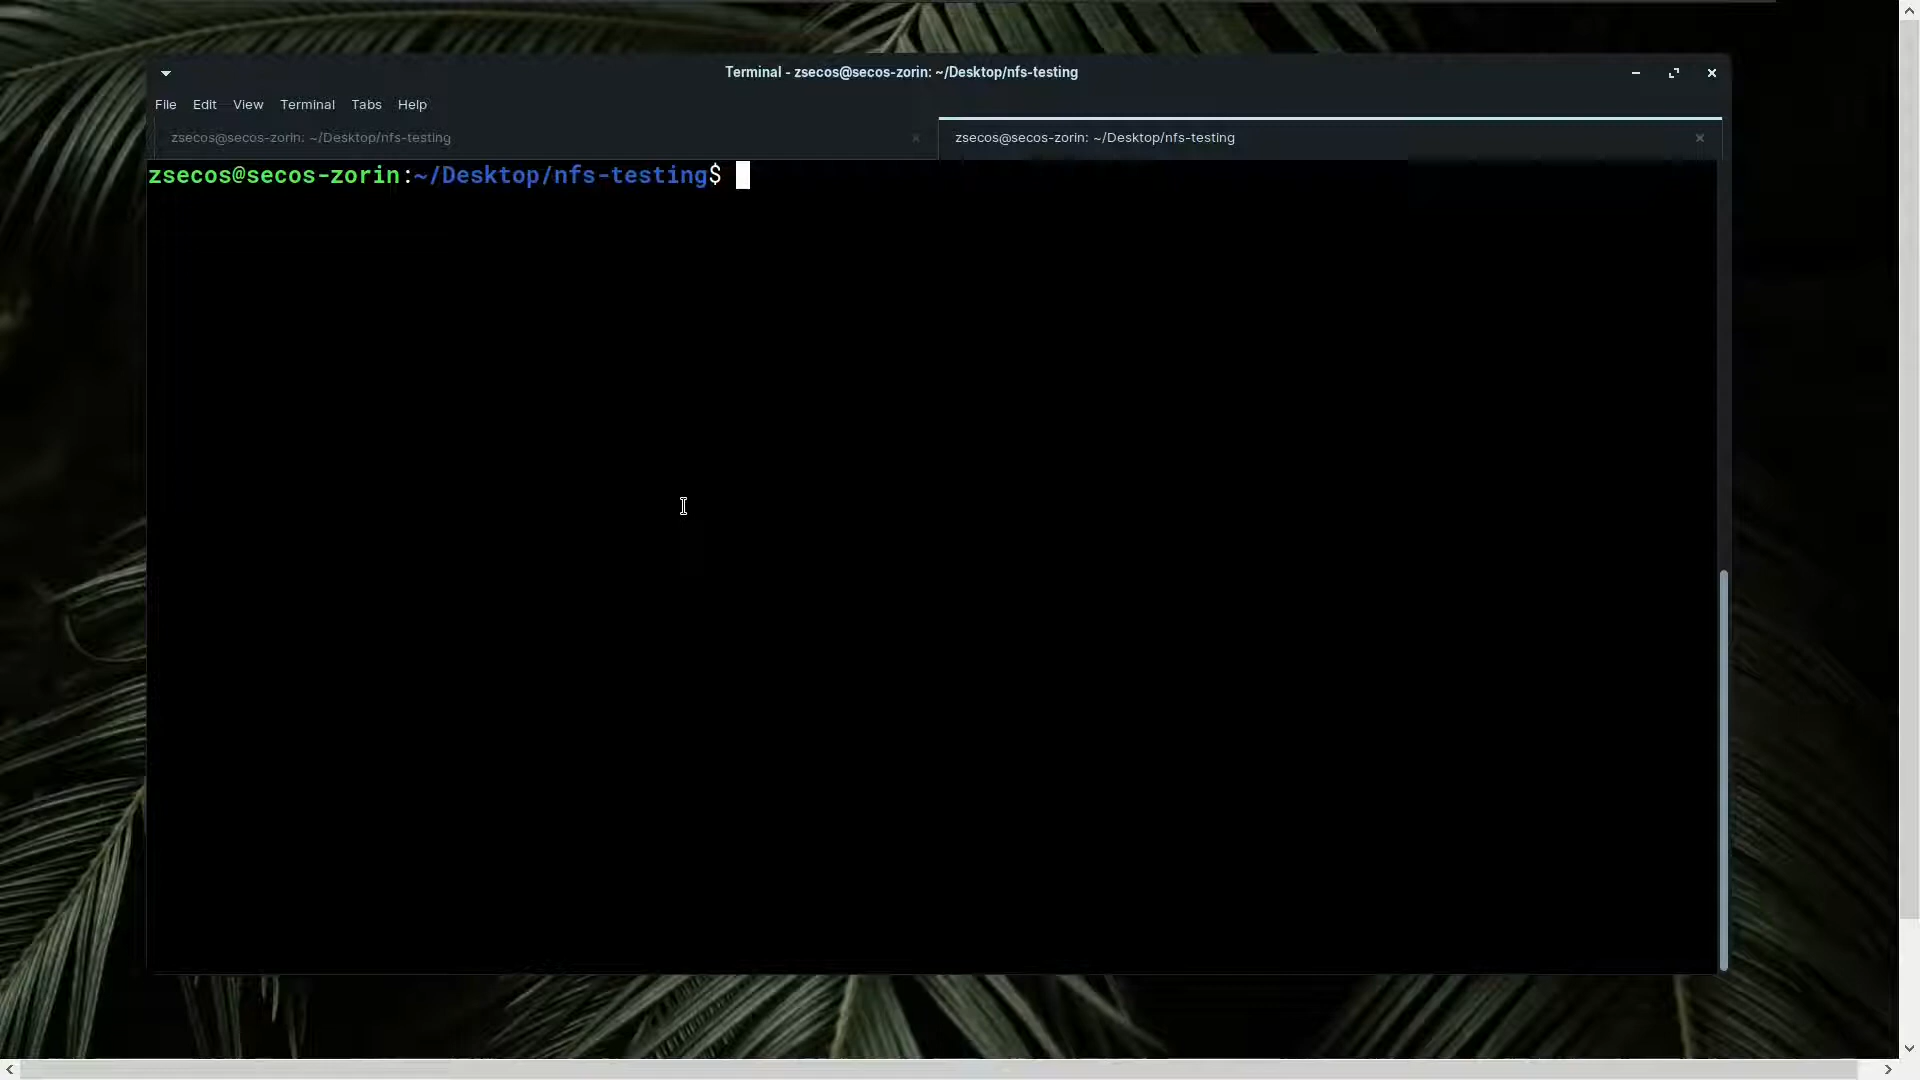 Terminal - zsecos@secos-zorin: ~/Desktop/nfs-testing
File Edit View Terminal Tabs Help
zsecos@secos-zorin: ~/Desktop/nfs-testing
zsecos@secos-zorin: ~/Desktop/nfs-testing
zsecos@secos-zorin:~/Desktop/nfs-testing$